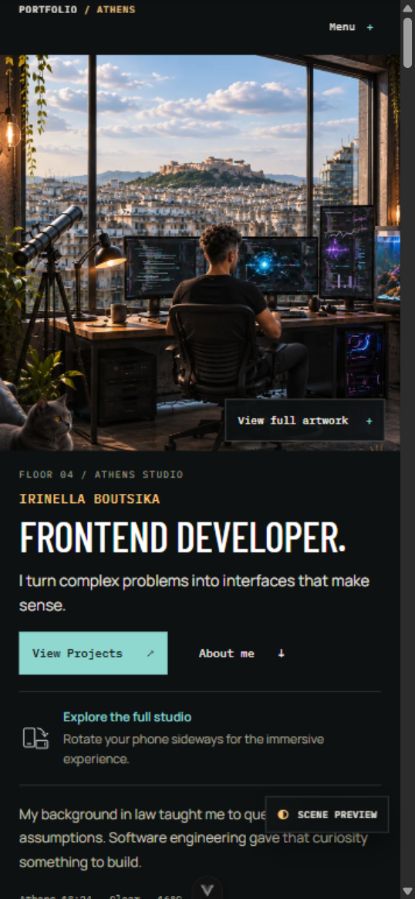 PORTFOLIO / ATHENS
Menu +
View full artwork +
FLOOR 04 / ATHENS STUDIO
IRINELLA BOUTSIKA
FRONTEND DEVELOPER.
I turn complex problems into interfaces that make
sense.
View Projects ↗
About me ↓
Explore the full studio
Rotate your phone sideways for the immersive
experience.
My background in law taught me to
SCENE PREVIEW
assumptions. Software engineering gave that curiosity
something to build.